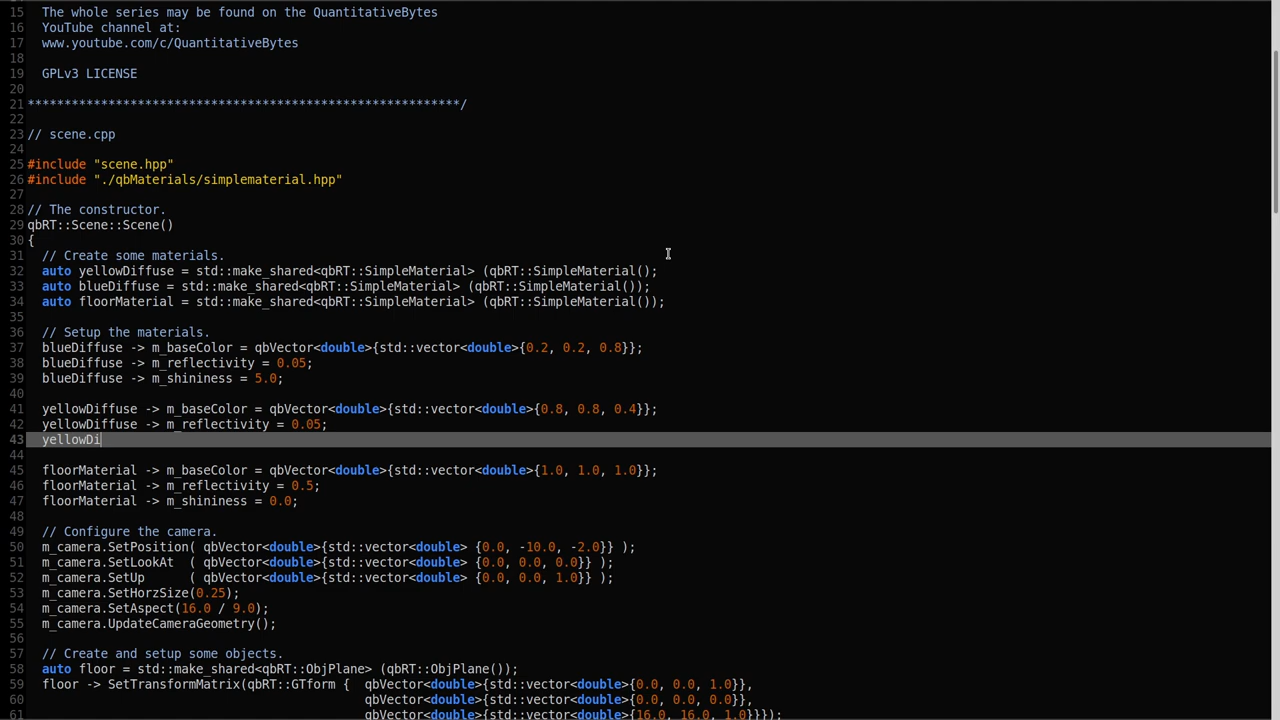 15 The whole series may be found on the QuantitativeBytes
16 YouTube channel at:
17 www.youtube.com/c/QuantitativeBytes
18
19 GPLv3 LICENSE
20
21 ***********************************************************/
22
23 // scene.cpp
24
25 #include "scene.hpp"
26 #include "./qbMaterials/simplematerial.hpp"
27
28 // The constructor.
29 qbRT::Scene::Scene()
30 {
31 // Create some materials.
32 auto yellowDiffuse = std::make_shared<qbRT::SimpleMaterial> (qbRT::SimpleMaterial();
33 auto blueDiffuse = std::make_shared<qbRT::SimpleMaterial> (qbRT::SimpleMaterial());
34 auto floorMaterial = std::make_shared<qbRT::SimpleMaterial> (qbRT::SimpleMaterial());
35
36 // Setup the materials.
37 blueDiffuse -> m_baseColor = qbVector<double>{std::vector<double>{0.2, 0.2, 0.8}};
38 blueDiffuse -> m_reflectivity = 0.05;
39 blueDiffuse -> m_shininess = 5.0;
40
41 yellowDiffuse -> m_baseColor = qbVector<double>{std::vector<double>{0.8, 0.8, 0.4}};
42 yellowDiffuse -> m_reflectivity = 0.05;
43 yellowDi
44
45 floorMaterial -> m_baseColor = qbVector<double>{std::vector<double>{1.0, 1.0, 1.0}};
46 floorMaterial -> m_reflectivity = 0.5;
47 floorMaterial -> m_shininess = 0.0;
48
49 // Configure the camera.
50 m_camera.SetPosition( qbVector<double>{std::vector<double> {0.0, -10.0, -2.0}} );
51 m_camera.SetLookAt  ( qbVector<double>{std::vector<double> {0.0, 0.0, 0.0}} );
52 m_camera.SetUp      ( qbVector<double>{std::vector<double> {0.0, 0.0, 1.0}} );
53 m_camera.SetHorzSize(0.25);
54 m_camera.SetAspect(16.0 / 9.0);
55 m_camera.UpdateCameraGeometry();
56
57 // Create and setup some objects.
58 auto floor = std::make_shared<qbRT::ObjPlane> (qbRT::ObjPlane());
59 floor -> SetTransformMatrix(qbRT::GTform {  qbVector<double>{std::vector<double>{0.0, 0.0, 1.0}},
60 qbVector<double>{std::vector<double>{0.0, 0.0, 0.0}},
61 qbVector<double>{std::vector<double>{16.0, 16.0, 1.0}}});